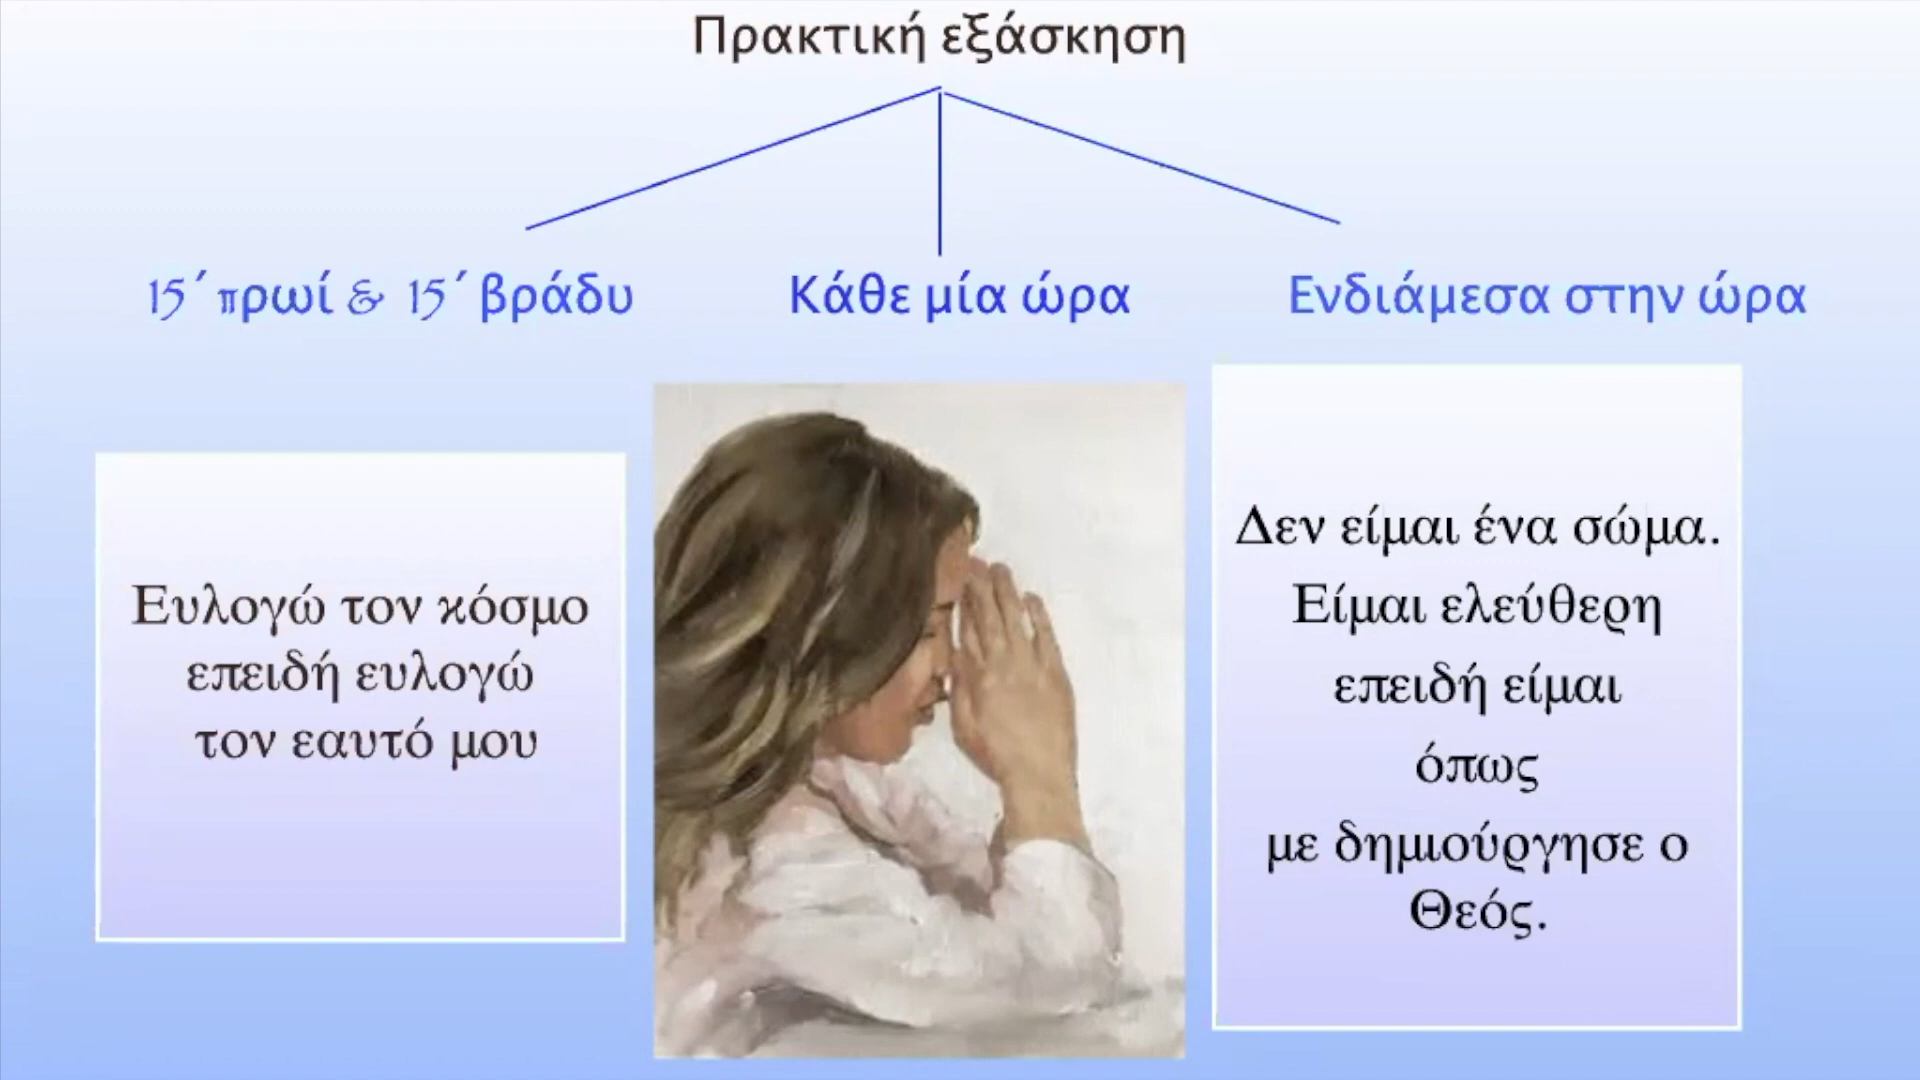 Πρακτική εξάσκηση
15΄ πρωί & 15΄ βράδυ
Κάθε μία ώρα
Ενδιάμεσα στην ώρα
Ευλογώ τον κόσμο
επειδή ευλογώ
τον εαυτό μου
Δεν είμαι ένα σώμα.
Είμαι ελεύθερη
επειδή είμαι
όπως
με δημιούργησε ο
Θεός.